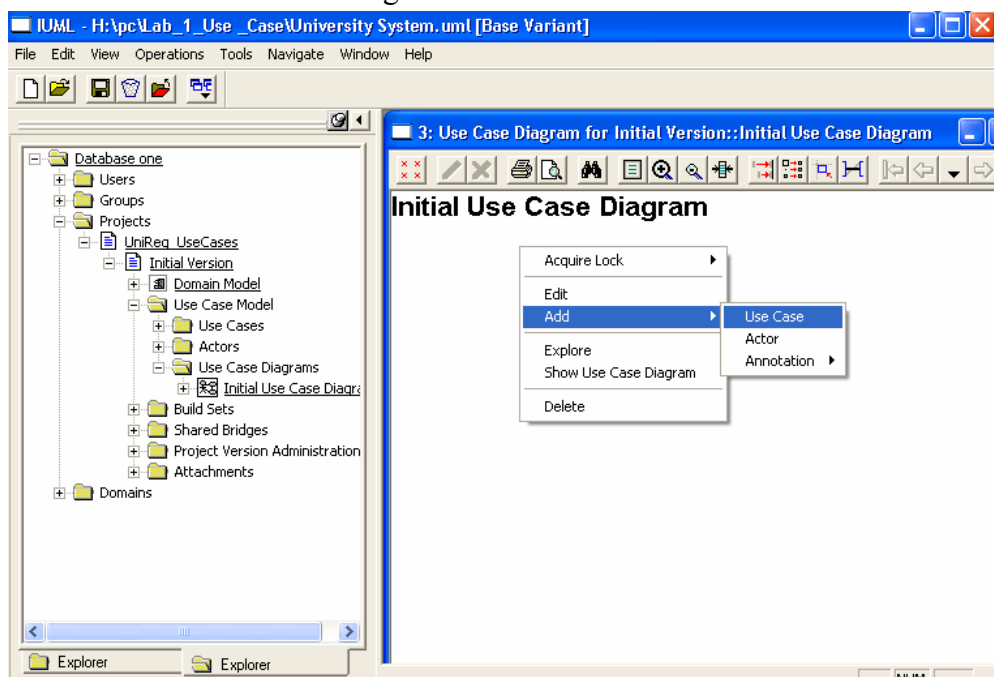 IUML - H:\pc\Lab_1_Use _Case\University System.uml [Base Variant]
File Edit View Operations Tools Navigate Window Help
Database one
Users
Groups
Projects
UniReq UseCases
Initial Version
Domain Model
Use Case Model
Use Cases
Actors
Use Case Diagrams
Initial Use Case Diagra
Build Sets
Shared Bridges
Project Version Administration
Attachments
Domains
Explorer
Explorer
3: Use Case Diagram for Initial Version::Initial Use Case Diagram
Initial Use Case Diagram
Acquire Lock
Edit
Add
Explore
Show Use Case Diagram
Delete
Use Case
Actor
Annotation
NUM